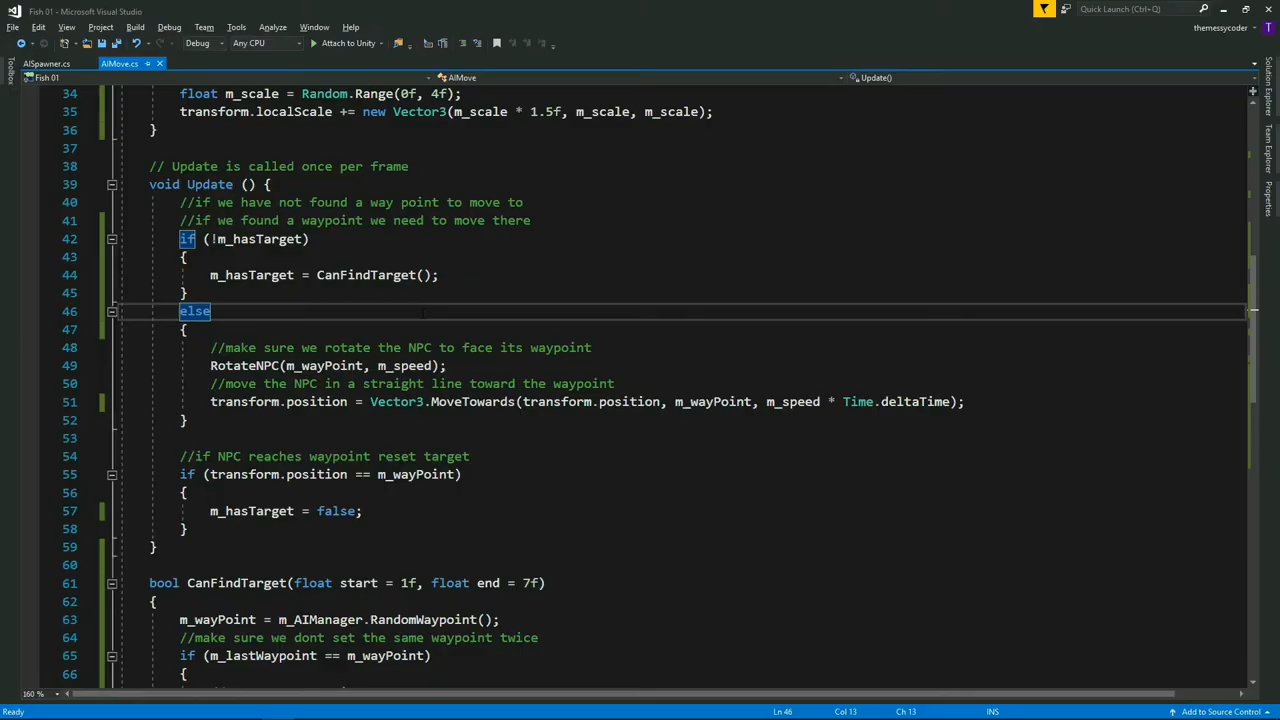 Fish 01 - Microsoft Visual Studio
Quick Launch (Ctrl+Q)
File Edit View Project Build Debug Team Tools Analyze Window Help
themessycoder T
Debug Any CPU Attach to Unity
AISpawner.cs AIMove.cs
Fish 01 AIMove Update()
Toolbox
Solution Explorer
Team Explorer
Properties
34 float m_scale = Random.Range(0f, 4f);
35 transform.localScale += new Vector3(m_scale * 1.5f, m_scale, m_scale);
36 }
37
38 // Update is called once per frame
39 void Update () {
40 //if we have not found a way point to move to
41 //if we found a waypoint we need to move there
42 if (!m_hasTarget)
43 {
44 m_hasTarget = CanFindTarget();
45 }
46 else
47 {
48 //make sure we rotate the NPC to face its waypoint
49 RotateNPC(m_wayPoint, m_speed);
50 //move the NPC in a straight line toward the waypoint
51 transform.position = Vector3.MoveTowards(transform.position, m_wayPoint, m_speed * Time.deltaTime);
52 }
53
54 //if NPC reaches waypoint reset target
55 if (transform.position == m_wayPoint)
56 {
57 m_hasTarget = false;
58 }
59 }
60
61 bool CanFindTarget(float start = 1f, float end = 7f)
62 {
63 m_wayPoint = m_AIManager.RandomWaypoint();
64 //make sure we dont set the same waypoint twice
65 if (m_lastWaypoint == m_wayPoint)
66 {
160 %
Ready Ln 46 Col 13 Ch 13 INS Add to Source Control